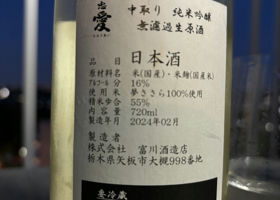 忠愛
中取り 純米吟醸
無濾過生原酒
品目 日本酒
原材料名 米(国産)・米麹(国産米)
アルコール分 16%
使用米 夢ささら100%使用
精米歩合 55%
内容量 720ml
製造年月 2024年02月
製造者
株式会社 富川酒造店
栃木県矢板市大槻998番地
要冷蔵